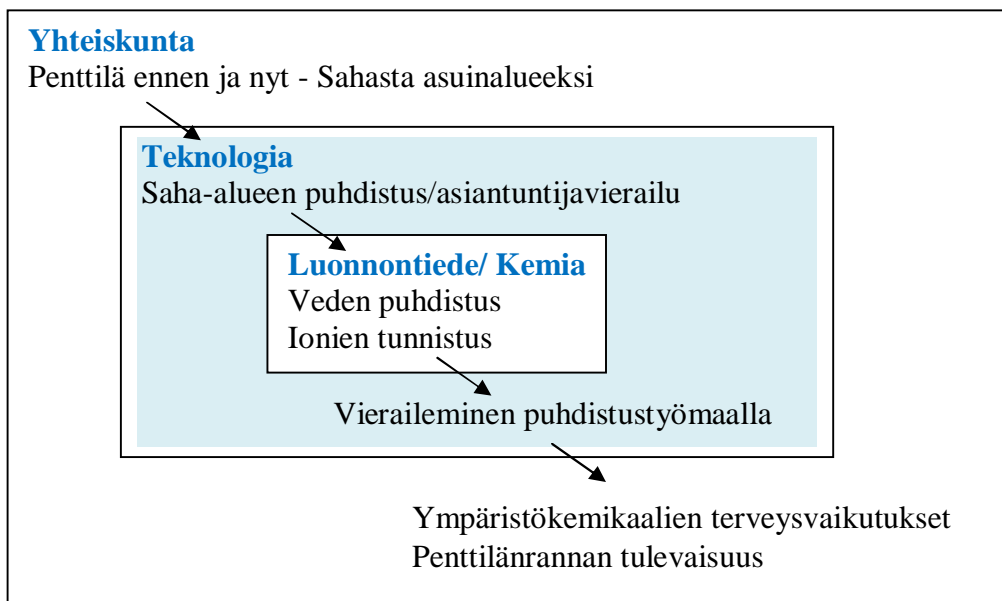 Yhteiskunta
Penttilä ennen ja nyt - Sahasta asuinalueeksi
Teknologia
Saha-alueen puhdistus/asiantuntijavierailu
Luonnontiede/ Kemia
Veden puhdistus
Ionien tunnistus
Vieraileminen puhdistustyömaalla
Ympäristökemikaalien terveysvaikutukset
Penttilänrannan tulevaisuus